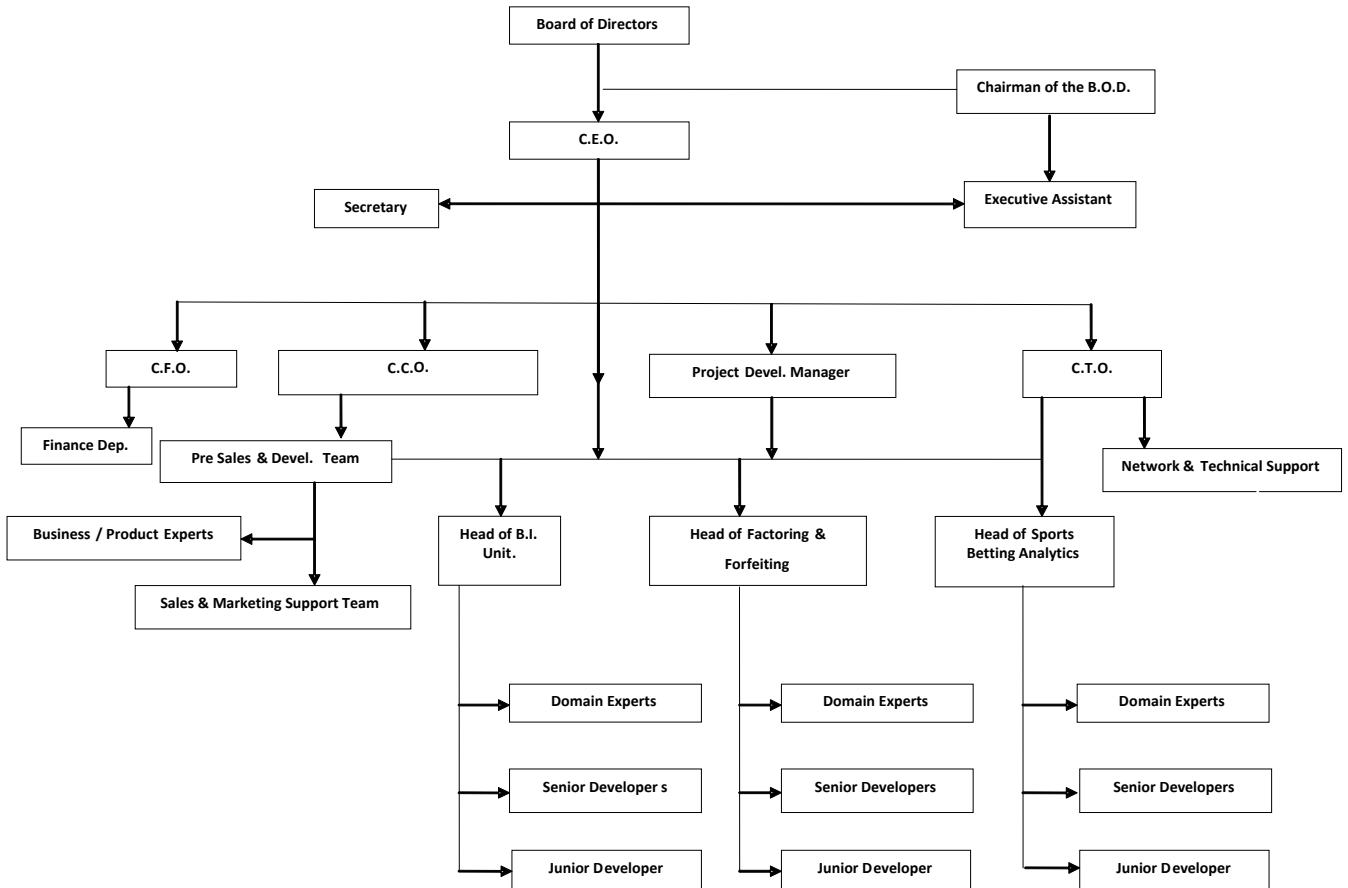 Board of Directors
Chairman of the B.O.D.
C.E.O.
Secretary
Executive Assistant
C.F.O.
C.C.O.
Project Devel. Manager
C.T.O.
Finance Dep.
Pre Sales & Devel. Team
Network & Technical Support
Business / Product Experts
Head of B.I.
Unit.
Head of Factoring &
Forfeiting
Head of Sports
Betting Analytics
Sales & Marketing Support Team
Domain Experts
Domain Experts
Domain Experts
Senior Developer s
Senior Developers
Senior Developers
Junior Developer
Junior Developer
Junior Developer